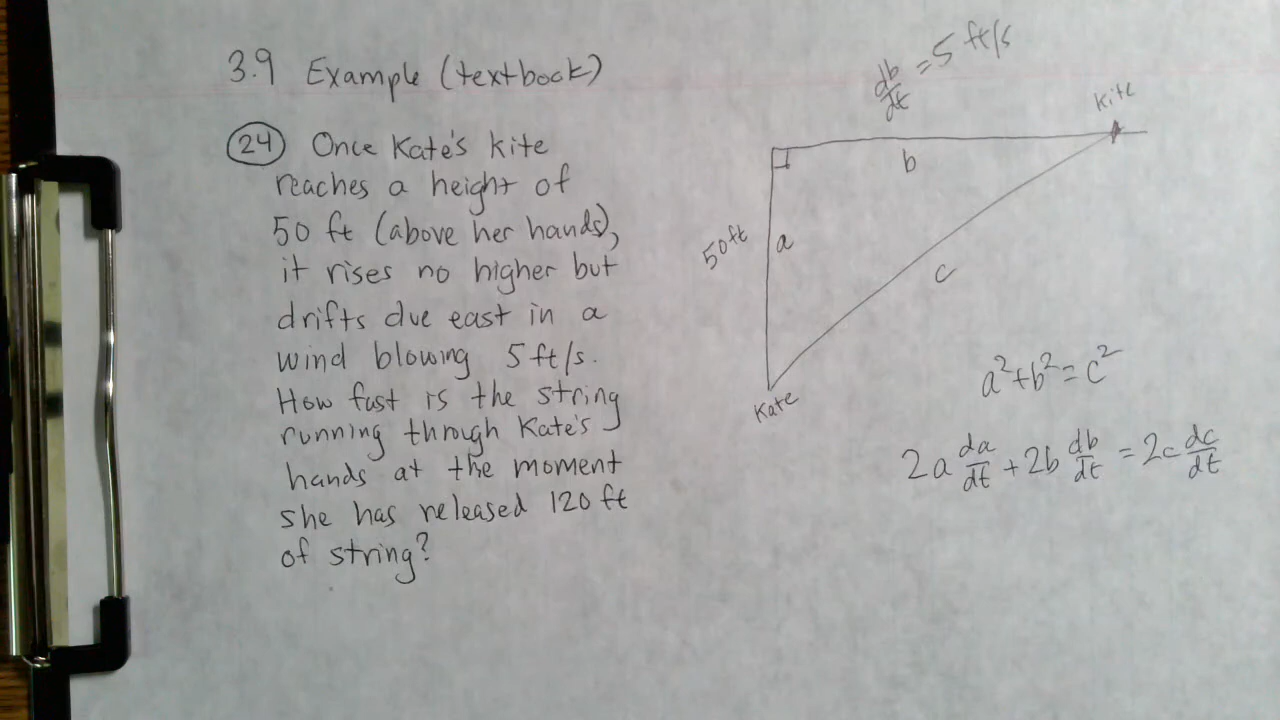 3.9 Example (textbook)
24 Once Kate's kite
reaches a height of
50 ft (above her hands),
it rises no higher but
drifts due east in a
wind blowing 5 ft/s.
How fast is the string
running through Kate's
hands at the moment
she has released 120 ft
of string?
db/dt = 5 ft/s
Kite
b
50 ft
a
c
Kate
a² + b² = c²
2a da/dt + 2b db/dt = 2c dc/dt